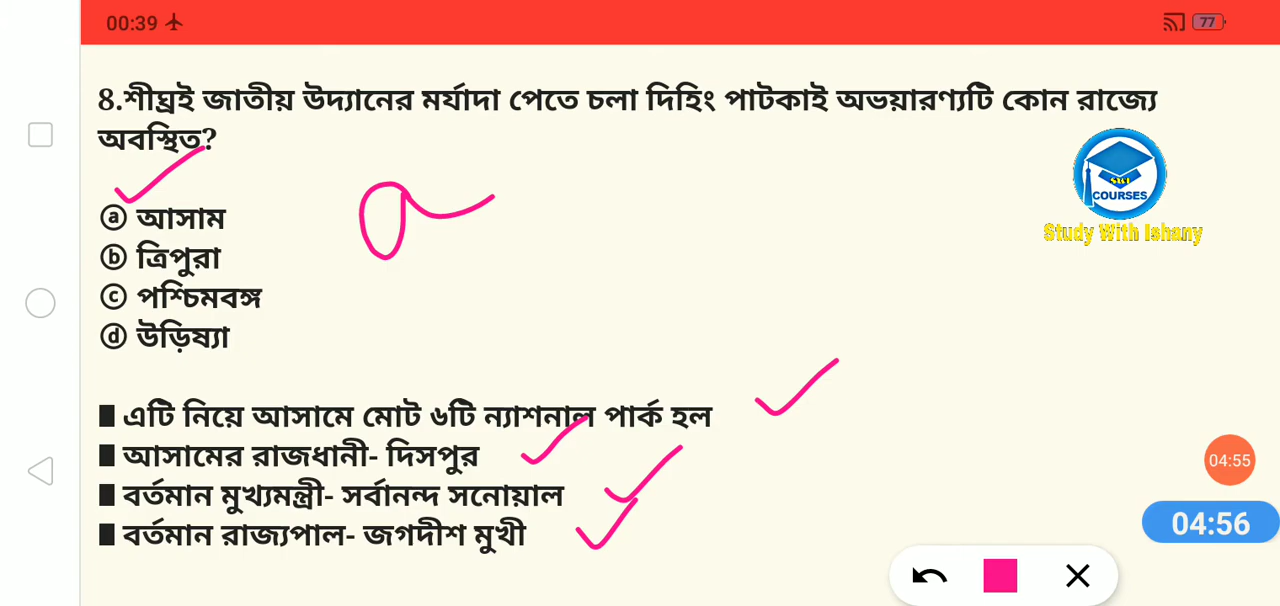 00:39
77
8.শীঘ্রই জাতীয় উদ্যানের মর্যাদা পেতে চলা দিহিং পাটকাই অভয়ারণ্যটি কোন রাজ্যে
অবস্থিত?
ⓐ আসাম
ⓑ ত্রিপুরা
ⓒ পশ্চিমবঙ্গ
ⓓ উড়িষ্যা
a
SWI
COURSES
Study With Ishany
■ এটি নিয়ে আসামে মোট ৬টি ন্যাশনাল পার্ক হল
■ আসামের রাজধানী- দিসপুর
■ বর্তমান মুখ্যমন্ত্রী- সর্বানন্দ সনোয়াল
■ বর্তমান রাজ্যপাল- জগদীশ মুখী
04:55
04:56